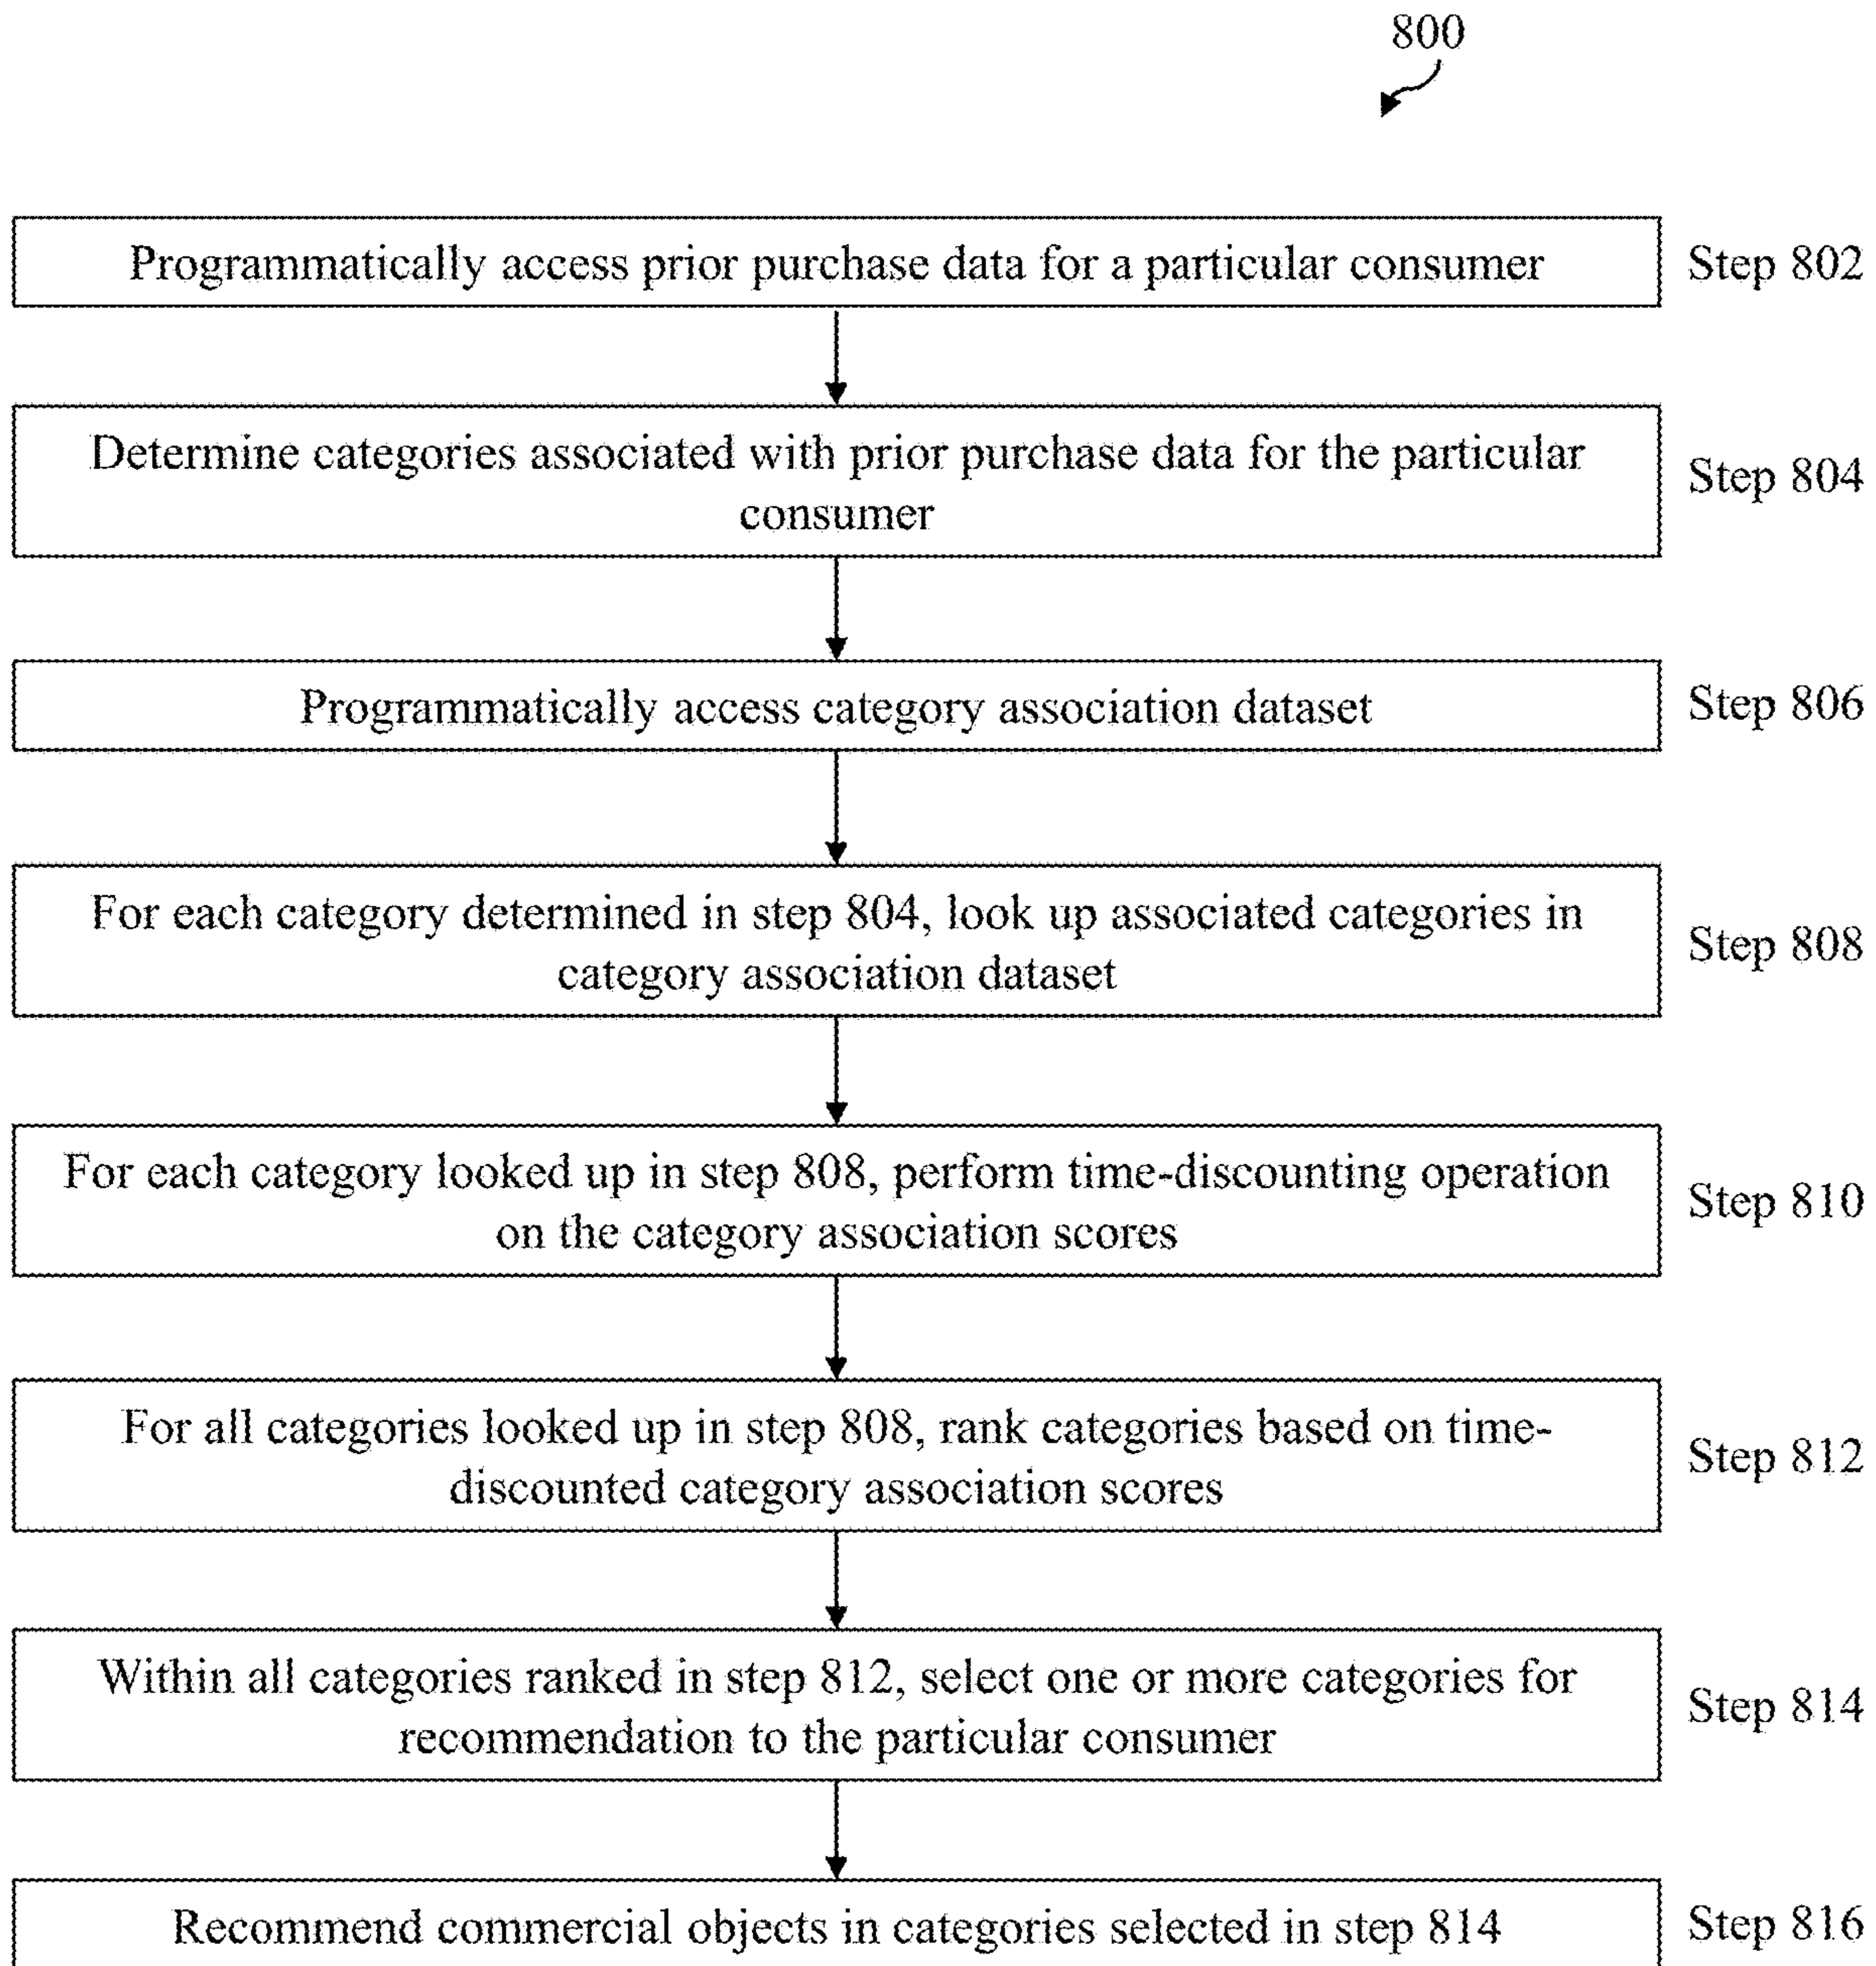 800
Programmatically access prior purchase data for a particular consumer
Step 802
Determine categories associated with prior purchase data for the particular
consumer
Step 804
Programmatically access category association dataset
Step 806
For each category determined in step 804, look up associated categories in
category association dataset
Step 808
For each category looked up in step 808, perform time-discounting operation
on the category association scores
Step 810
For all categories looked up in step 808, rank categories based on time-
discounted category association scores
Step 812
Within all categories ranked in step 812, select one or more categories for
recommendation to the particular consumer
Step 814
Recommend commercial objects in categories selected in step 814
Step 816